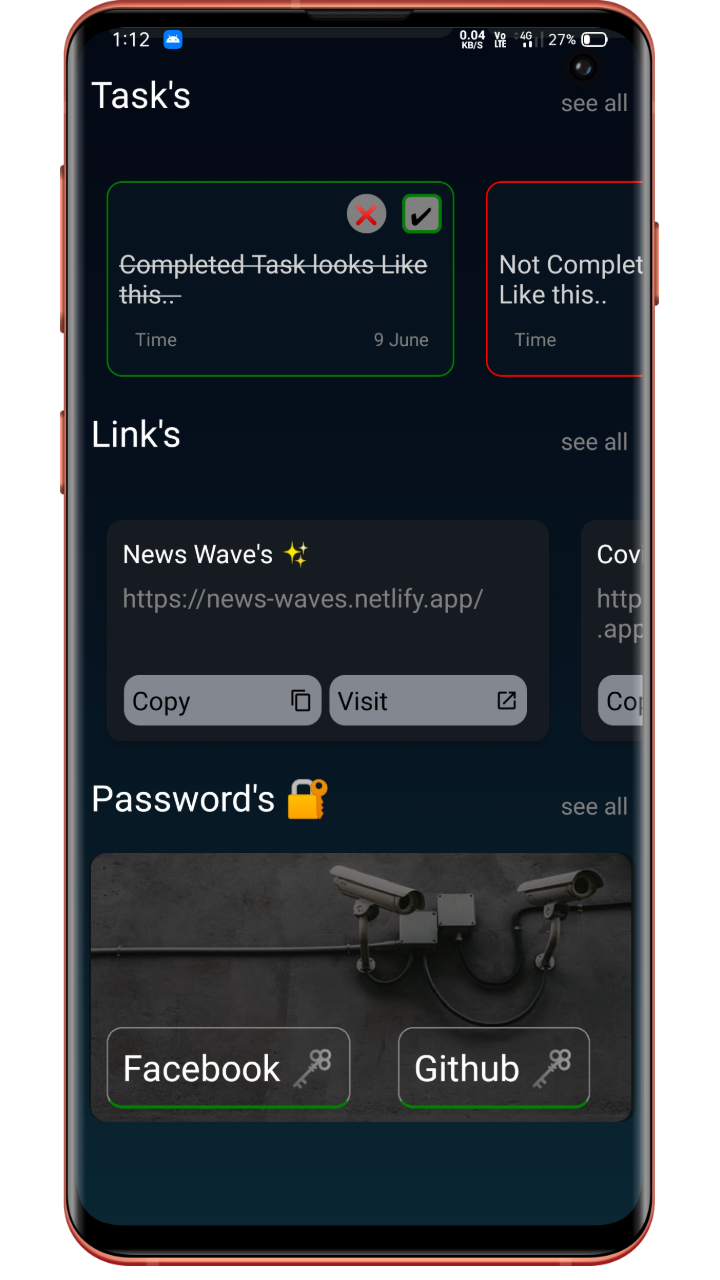 1:12
0.04 KB/S Vo LTE 4G 27%
Task's
see all
Completed Task looks Like
this..
Time
9 June
Not Complet
Like this..
Time
Link's
see all
News Wave's ✨
https://news-waves.netlify.app/
Copy
Visit
Cov
http
.app
Cop
Password's 🔐
see all
Facebook 🗝
Github 🗝